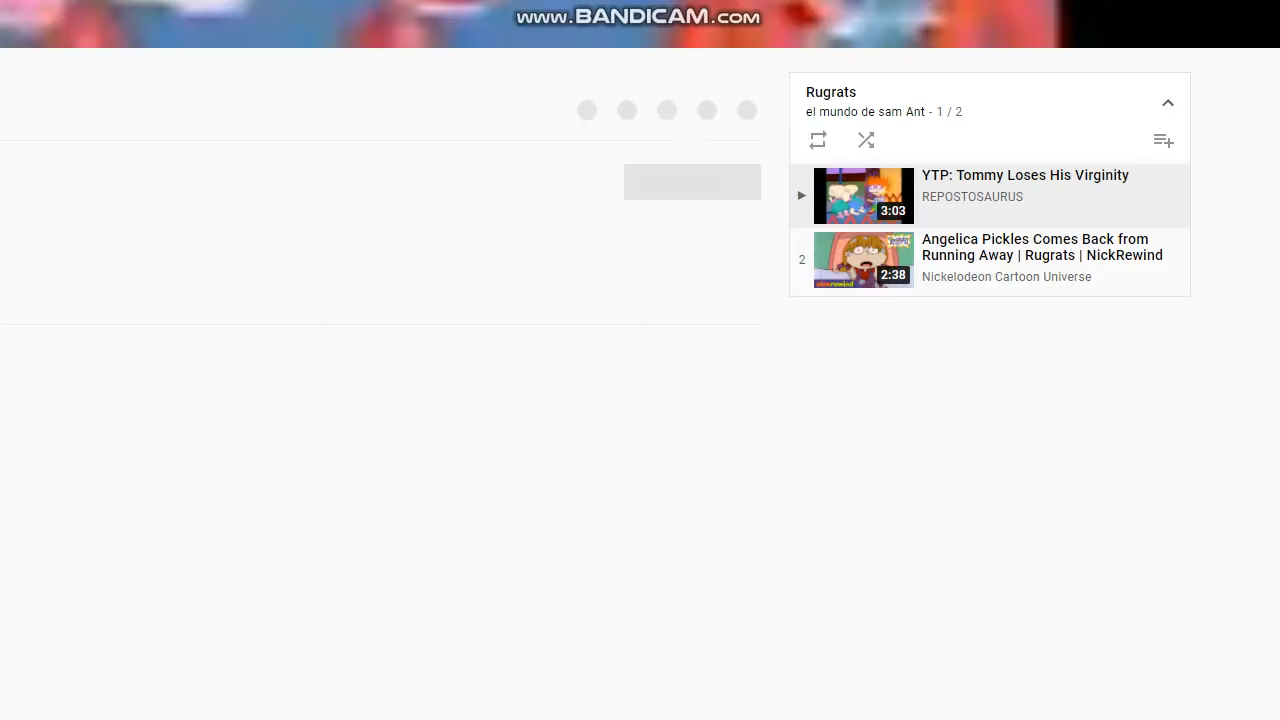 www.BANDICAM.com
Rugrats
el mundo de sam Ant - 1 / 2
YTP: Tommy Loses His Virginity
REPOSTOSAURUS
3:03
2
Angelica Pickles Comes Back from
Running Away | Rugrats | NickRewind
Nickelodeon Cartoon Universe
2:38